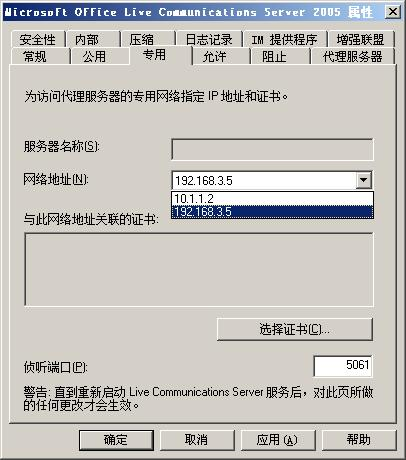 Microsoft Office Live Communications Server 2005 属性
安全性 内部 压缩 日志记录 IM 提供程序 增强联盟
常规 公用 专用 允许 阻止 代理服务器
为访问代理服务器的专用网络指定 IP 地址和证书。
服务器名称(S):
网络地址(N): 192.168.3.5
10.1.1.2
192.168.3.5
与此网络地址关联的证书:
选择证书(C)...
侦听端口(P): 5061
警告: 直到重新启动 Live Communications Server 服务后，对此页所做
的任何更改才会生效。
确定 取消 应用(A) 帮助